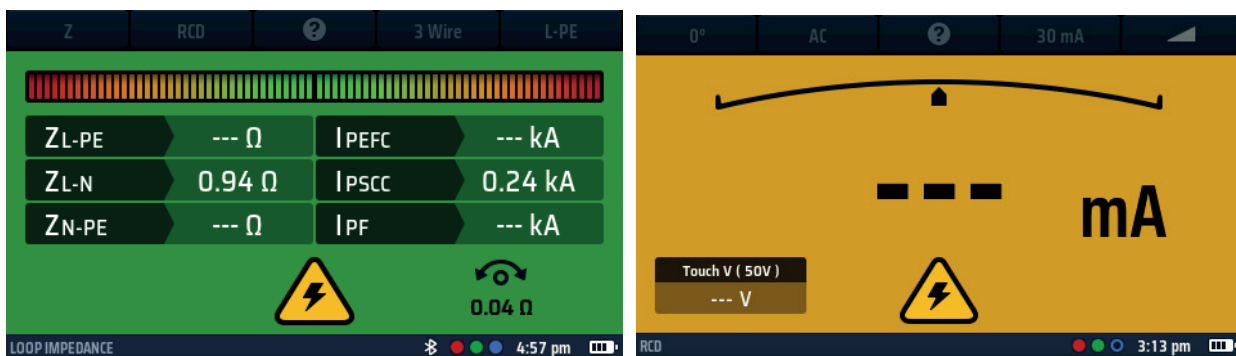 Z RCD ? 3 Wire L-PE
ZL-PE --- Ω IPEFC --- kA
ZL-N 0.94 Ω IPSCC 0.24 kA
ZN-PE --- Ω IPF --- kA
0.04 Ω
LOOP IMPEDANCE 4:57 pm
0° AC ? 30 mA
--- mA
Touch V ( 50V )
--- V
RCD 3:13 pm